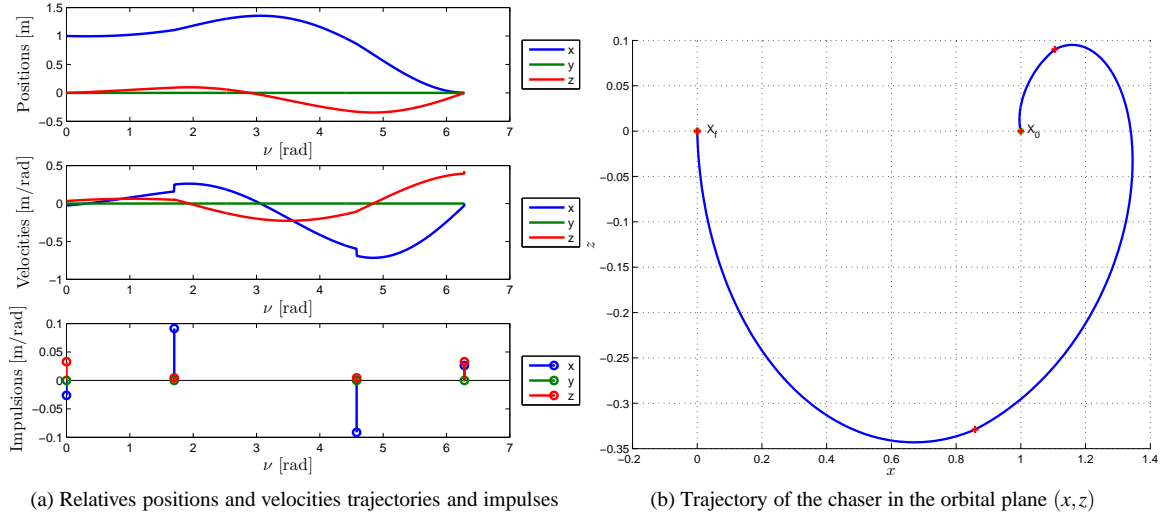 Positions [m]
1.5
1
0.5
0
−0.5
0 1 2 3 4 5 6 7
ν [rad]
x
y
z
Velocities [m/rad]
0.5
0
−0.5
−1
0 1 2 3 4 5 6 7
ν [rad]
x
y
z
Impulsions [m/rad]
0.1
0.05
0
−0.05
−0.1
0 1 2 3 4 5 6 7
ν [rad]
x
y
z
(a) Relatives positions and velocities trajectories and impulses
z
0.1
0.05
0
−0.05
−0.1
−0.15
−0.2
−0.25
−0.3
−0.35
X_f
X_0
−0.2 0 0.2 0.4 0.6 0.8 1 1.2 1.4
x
(b) Trajectory of the chaser in the orbital plane (x,z)